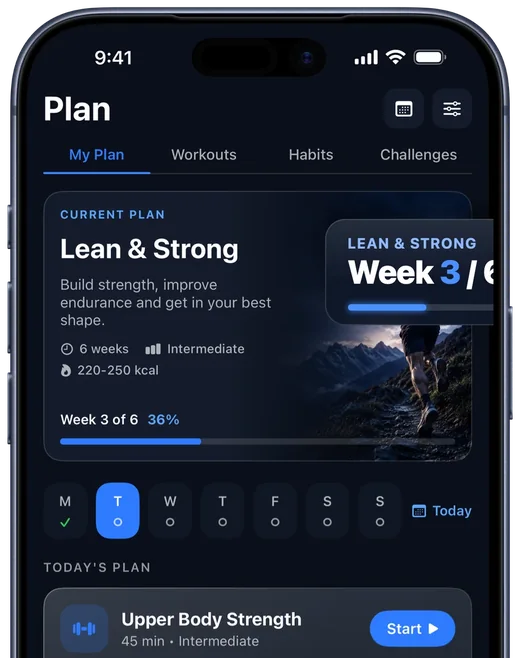 9:41
Plan
My Plan Workouts Habits Challenges
CURRENT PLAN
Lean & Strong
Build strength, improve
endurance and get in your best
shape.
6 weeks Intermediate
220-250 kcal
Week 3 of 6 36%
LEAN & STRONG
Week 3 / 6
M T W T F S S Today
TODAY'S PLAN
Upper Body Strength
45 min • Intermediate
Start